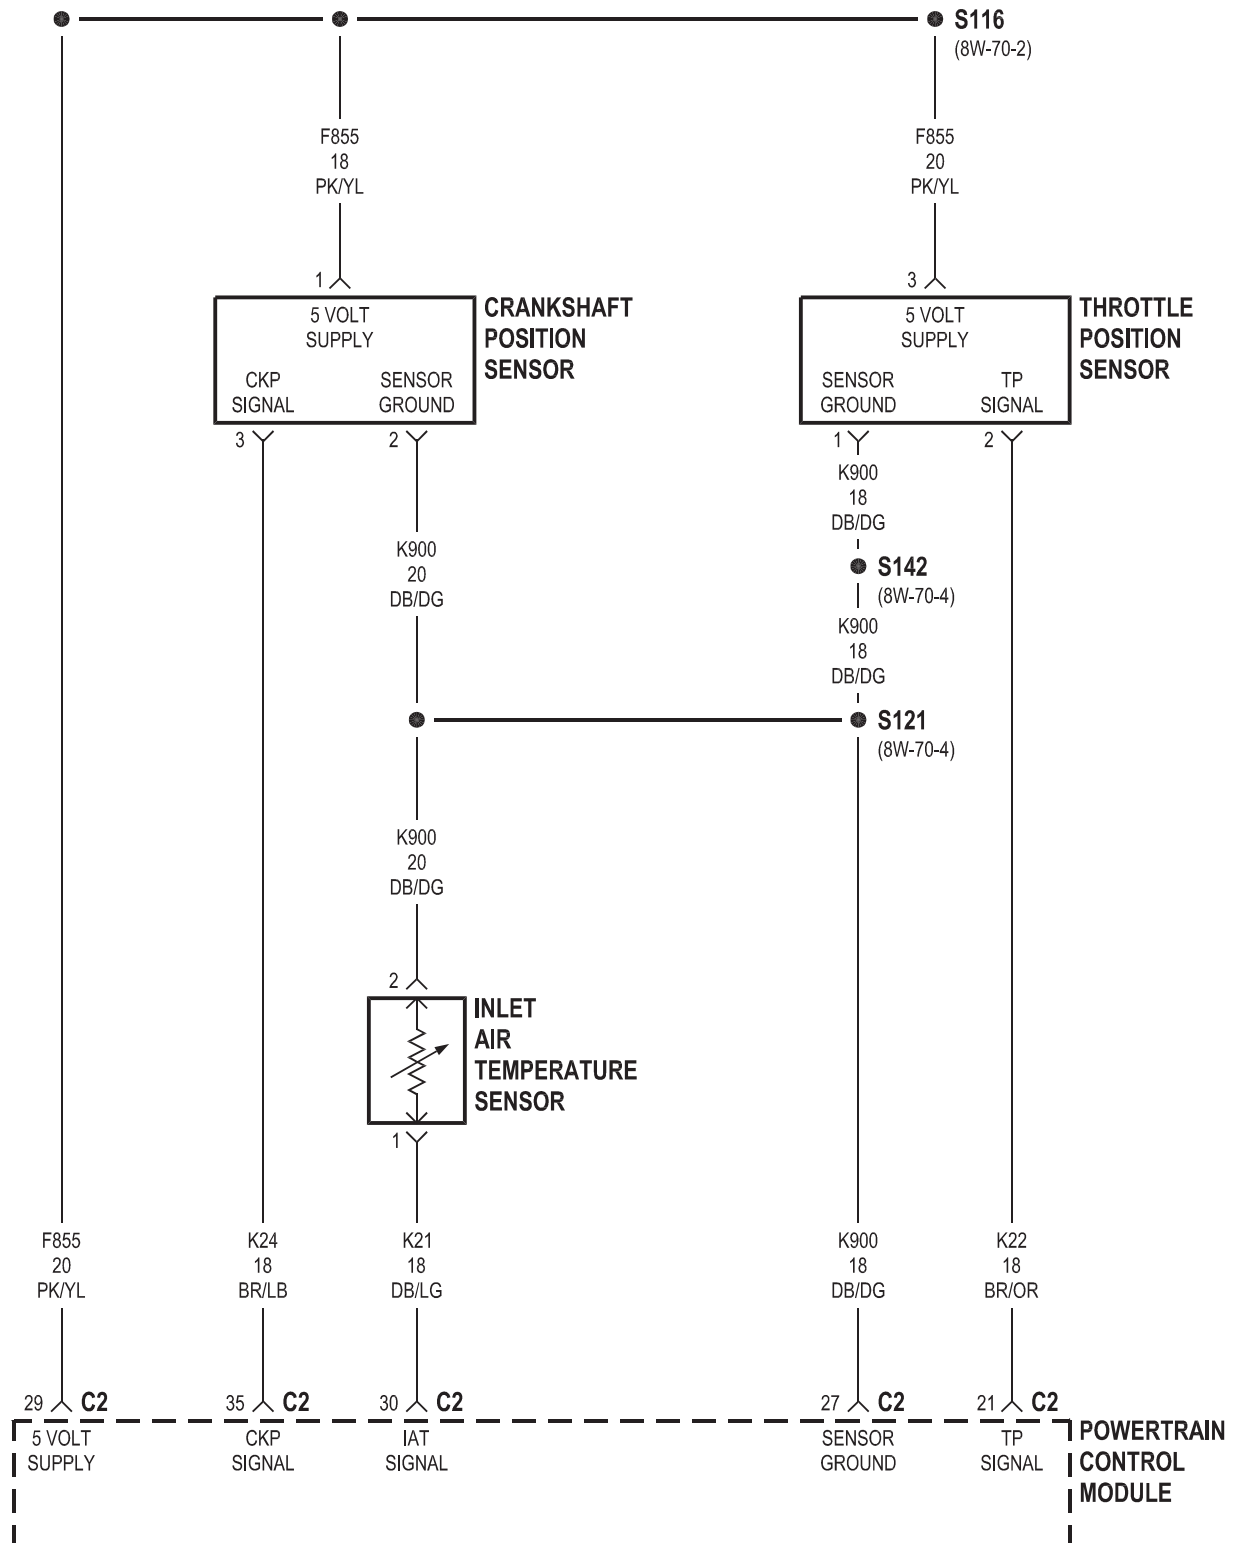 S116
(8W-70-2)
F855
18
PK/YL
F855
20
PK/YL
1
3
5 VOLT
SUPPLY
CKP
SIGNAL
SENSOR
GROUND
CRANKSHAFT
POSITION
SENSOR
5 VOLT
SUPPLY
SENSOR
GROUND
TP
SIGNAL
THROTTLE
POSITION
SENSOR
3
2
1
2
K900
18
DB/DG
K900
20
DB/DG
S142
(8W-70-4)
K900
18
DB/DG
S121
(8W-70-4)
K900
20
DB/DG
2
INLET
AIR
TEMPERATURE
SENSOR
1
F855
20
PK/YL
K24
18
BR/LB
K21
18
DB/LG
K900
18
DB/DG
K22
18
BR/OR
29 C2
35 C2
30 C2
27 C2
21 C2
5 VOLT
SUPPLY
CKP
SIGNAL
IAT
SIGNAL
SENSOR
GROUND
TP
SIGNAL
POWERTRAIN
CONTROL
MODULE